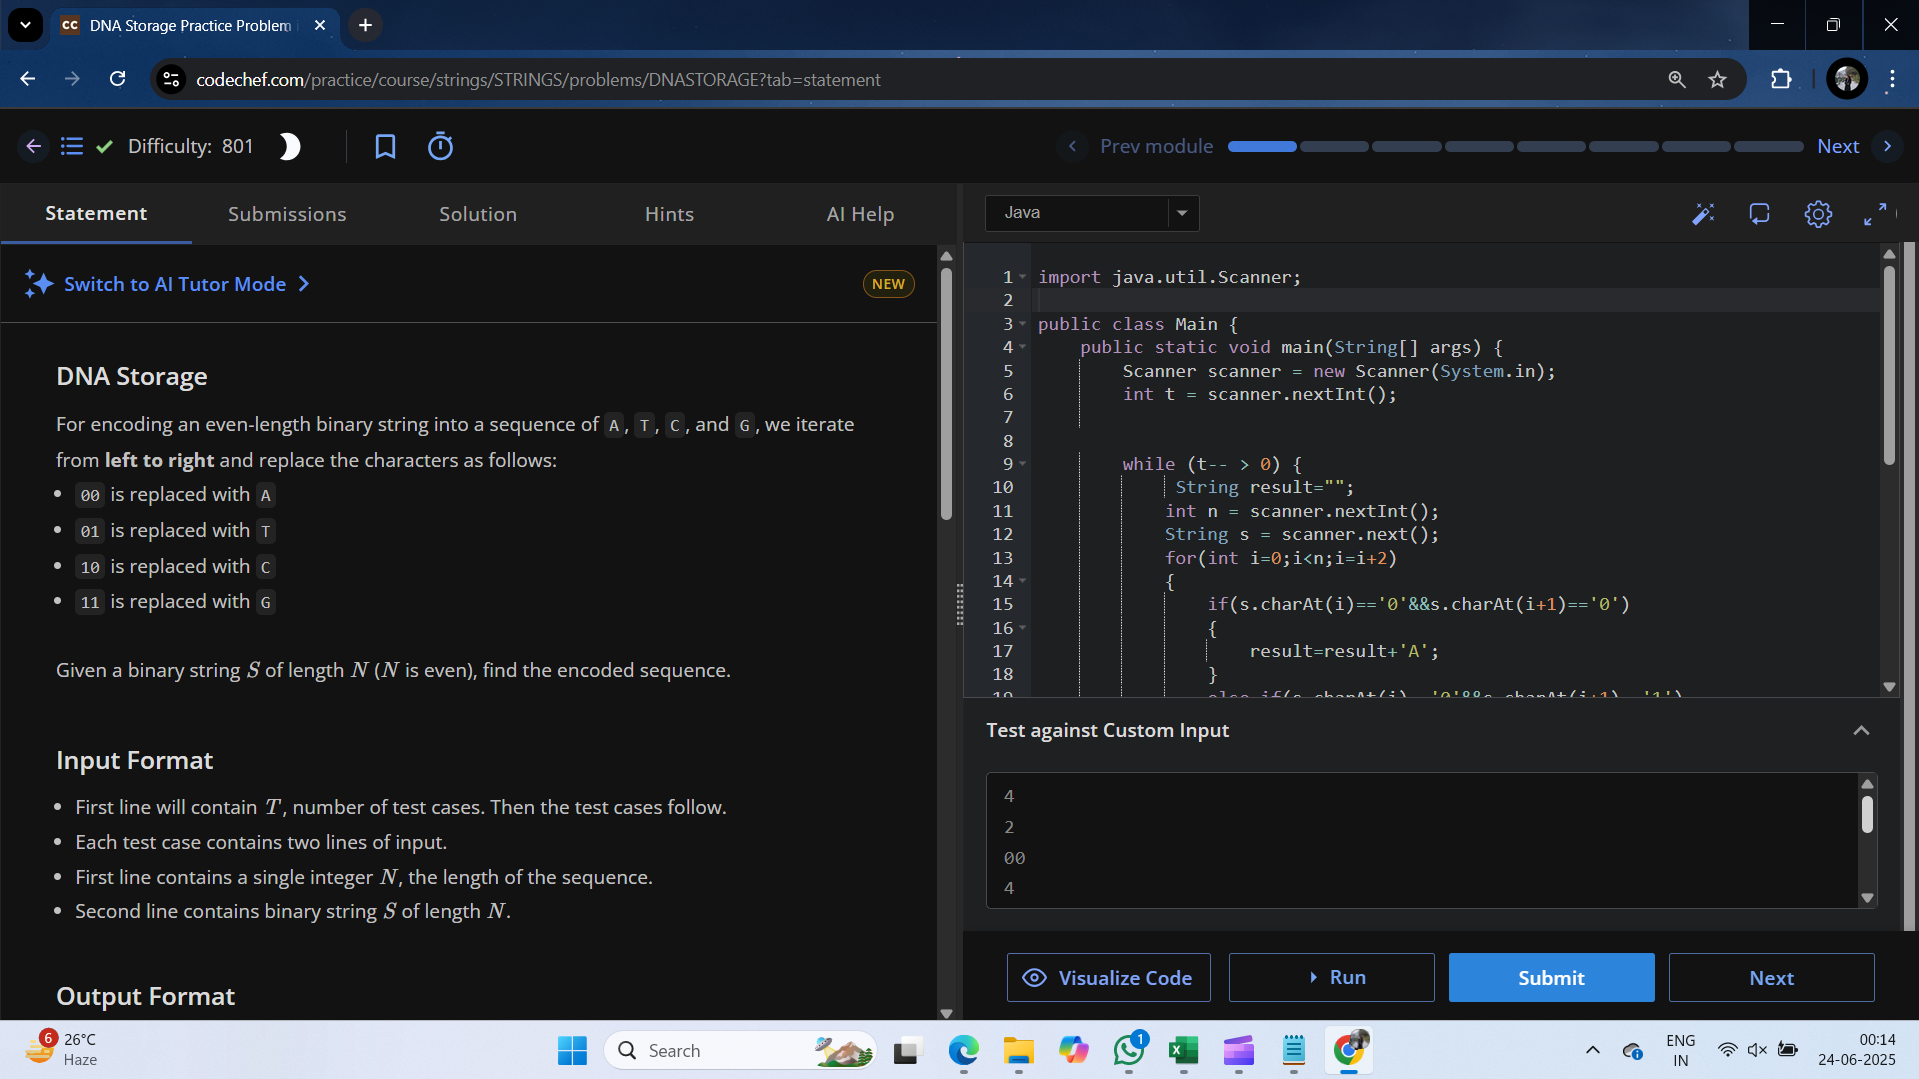 cc DNA Storage Practice Problem i
codechef.com/practice/course/strings/STRINGS/problems/DNASTORAGE?tab=statement
Difficulty: 801
Prev module
Next
Statement
Submissions
Solution
Hints
AI Help
Switch to AI Tutor Mode
NEW
DNA Storage
For encoding an even-length binary string into a sequence of A, T, C, and G, we iterate
from left to right and replace the characters as follows:
• 00 is replaced with A
• 01 is replaced with T
• 10 is replaced with C
• 11 is replaced with G
Given a binary string S of length N (N is even), find the encoded sequence.
Input Format
• First line will contain T, number of test cases. Then the test cases follow.
• Each test case contains two lines of input.
• First line contains a single integer N, the length of the sequence.
• Second line contains binary string S of length N.
Output Format
Java
1 import java.util.Scanner;
2
3 public class Main {
4 public static void main(String[] args) {
5 Scanner scanner = new Scanner(System.in);
6 int t = scanner.nextInt();
7
8
9 while (t-- > 0) {
10 String result="";
11 int n = scanner.nextInt();
12 String s = scanner.next();
13 for(int i=0;i<n;i=i+2)
14 {
15 if(s.charAt(i)=='0'&&s.charAt(i+1)=='0')
16 {
17 result=result+'A';
18 }
19 else if(s.charAt(i)=='0'&&s.charAt(i+1)=='1')
Test against Custom Input
4
2
00
4
Visualize Code
Run
Submit
Next
6
26°C
Haze
Search
1
ENG
IN
00:14
24-06-2025